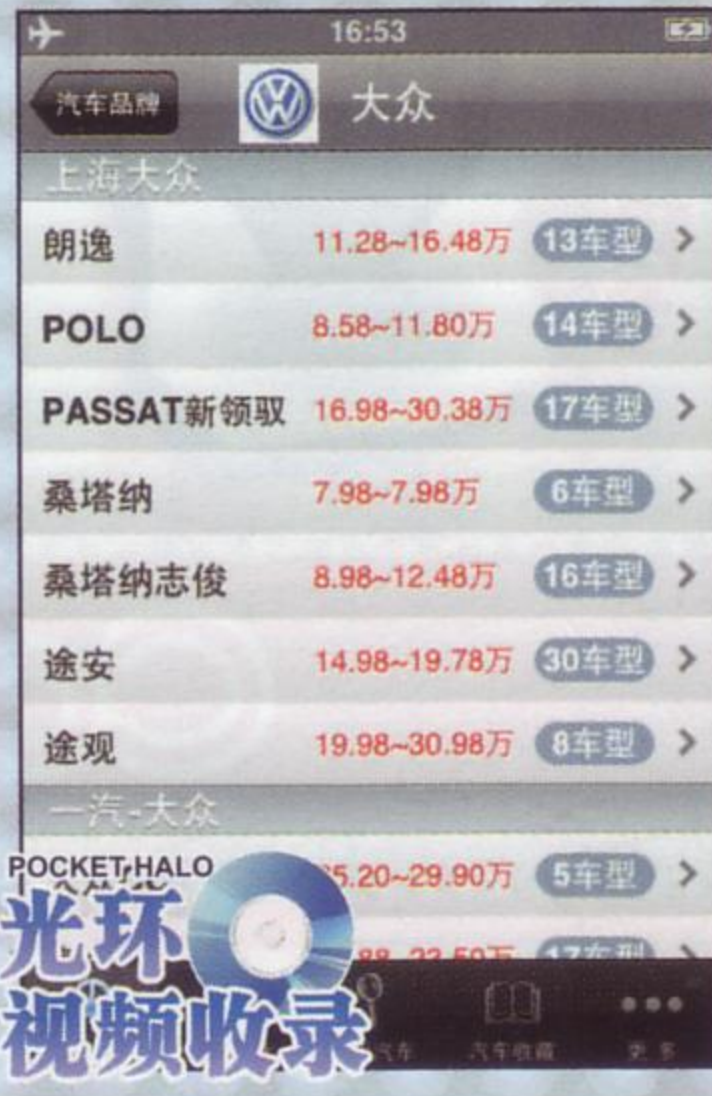 16:53
汽车品牌
大众
上海大众
朗逸 11.28~16.48万 13车型
POLO 8.58~11.80万 14车型
PASSAT新领驭 16.98~30.38万 17车型
桑塔纳 7.98~7.98万 6车型
桑塔纳志俊 8.98~12.48万 16车型
途安 14.98~19.78万 30车型
途观 19.98~30.98万 8车型
一汽-大众
5.20~29.90万 5车型
POCKET HALO
光环
视频收录
汽车 汽车收藏 更多